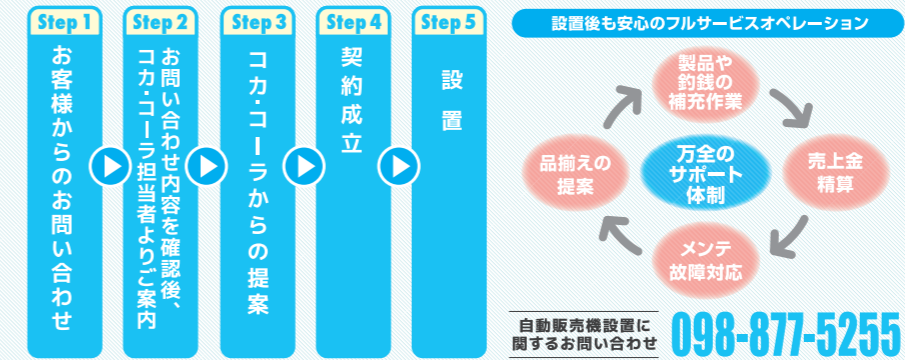 Step 1
お客様からのお問い合わせ
Step 2
お問い合わせ内容を確認後、
コカ・コーラ担当者よりご案内
Step 3
コカ・コーラからの提案
Step 4
契約成立
Step 5
設置
設置後も安心のフルサービスオペレーション
製品や
釣銭の
補充作業
品揃えの
提案
万全の
サポート
体制
売上金
精算
メンテ
故障対応
自動販売機設置に
関するお問い合わせ
098-877-5255